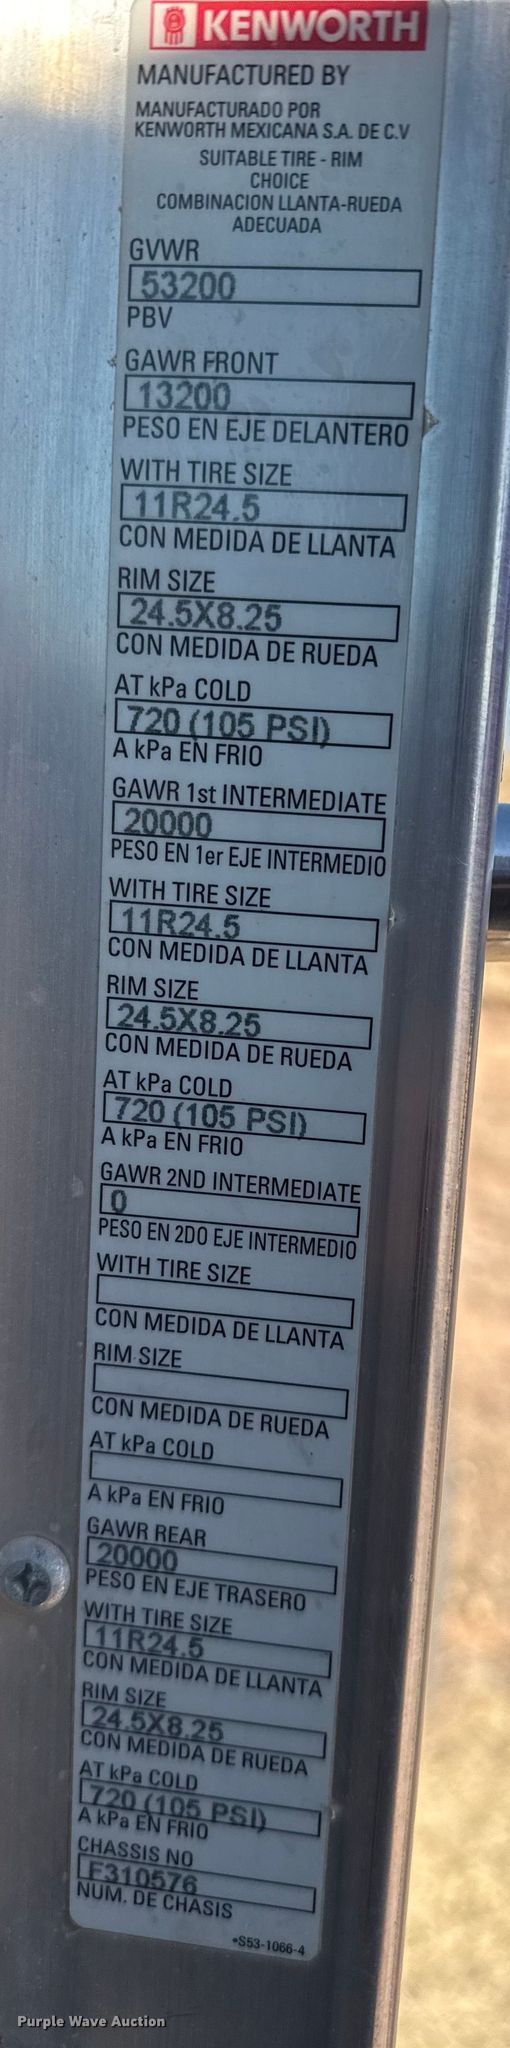 KENWORTH
MANUFACTURED BY
MANUFACTURADO POR
KENWORTH MEXICANA S.A. DE C.V
SUITABLE TIRE - RIM
CHOICE
COMBINACION LLANTA-RUEDA
ADECUADA
GVWR
53200
PBV
GAWR FRONT
13200
PESO EN EJE DELANTERO
WITH TIRE SIZE
11R24.5
CON MEDIDA DE LLANTA
RIM SIZE
24.5X8.25
CON MEDIDA DE RUEDA
AT kPa COLD
720 (105 PSI)
A kPa EN FRIO
GAWR 1st INTERMEDIATE
20000
PESO EN 1er EJE INTERMEDIO
WITH TIRE SIZE
11R24.5
CON MEDIDA DE LLANTA
RIM SIZE
24.5X8.25
CON MEDIDA DE RUEDA
AT kPa COLD
720 (105 PSI)
A kPa EN FRIO
GAWR 2ND INTERMEDIATE
0
PESO EN 2DO EJE INTERMEDIO
WITH TIRE SIZE
CON MEDIDA DE LLANTA
RIM SIZE
CON MEDIDA DE RUEDA
AT kPa COLD
A kPa EN FRIO
GAWR REAR
20000
PESO EN EJE TRASERO
WITH TIRE SIZE
11R24.5
CON MEDIDA DE LLANTA
RIM SIZE
24.5X8.25
CON MEDIDA DE RUEDA
AT kPa COLD
720 (105 PSI)
A kPa EN FRIO
CHASSIS NO
F310576
NUM. DE CHASIS
*S53-1066-4
Purple Wave Auction